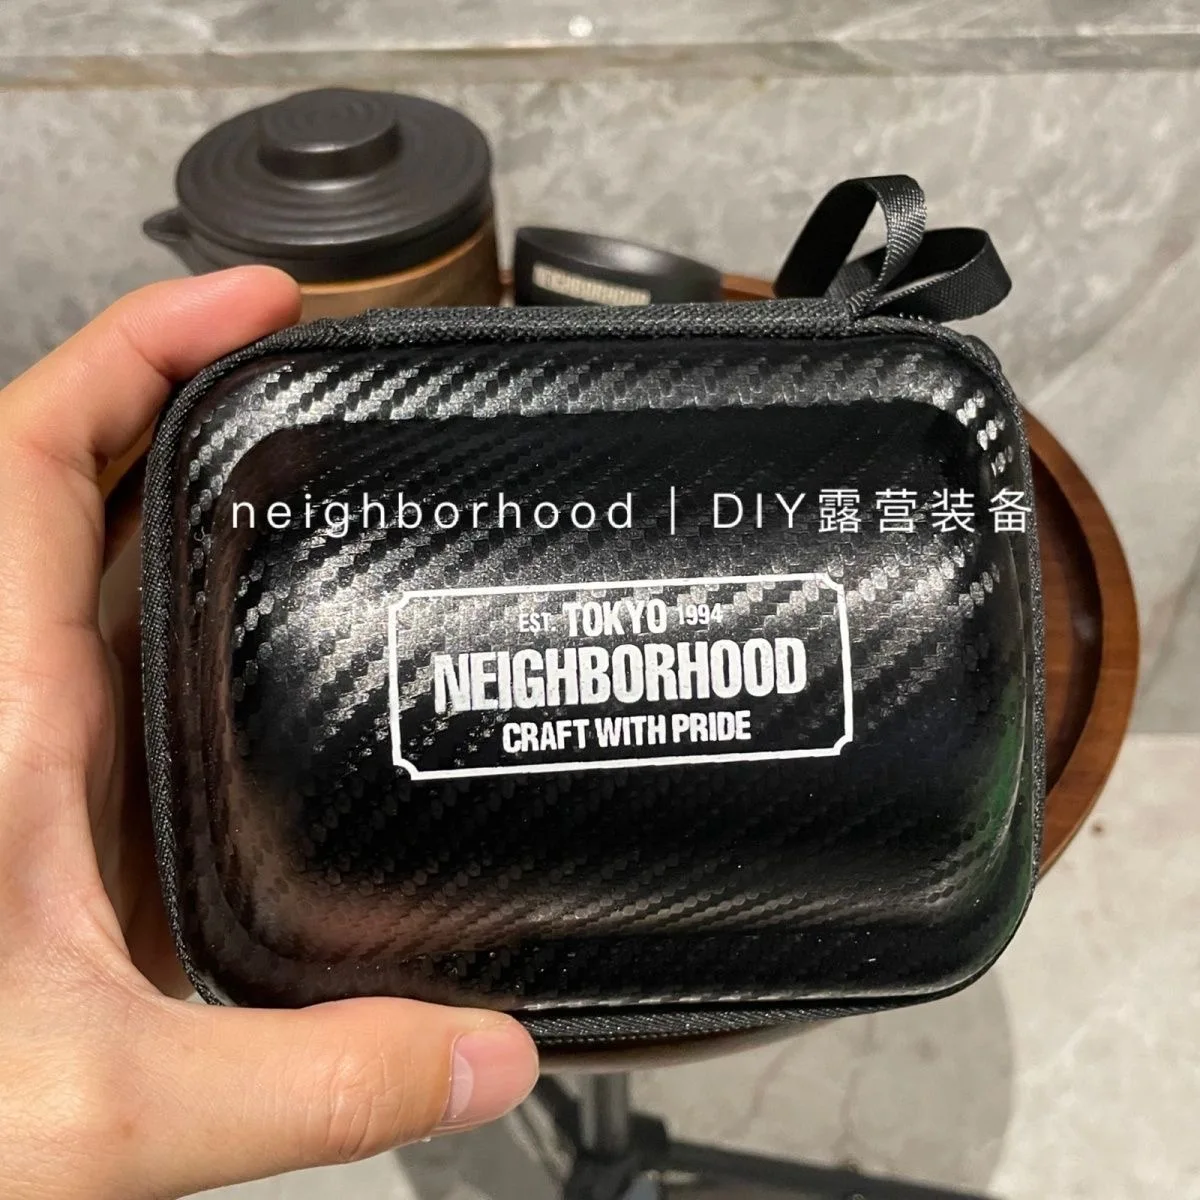 neighborhood | DIY露营装备
EST. TOKYO 1994
NEIGHBORHOOD
CRAFT WITH PRIDE